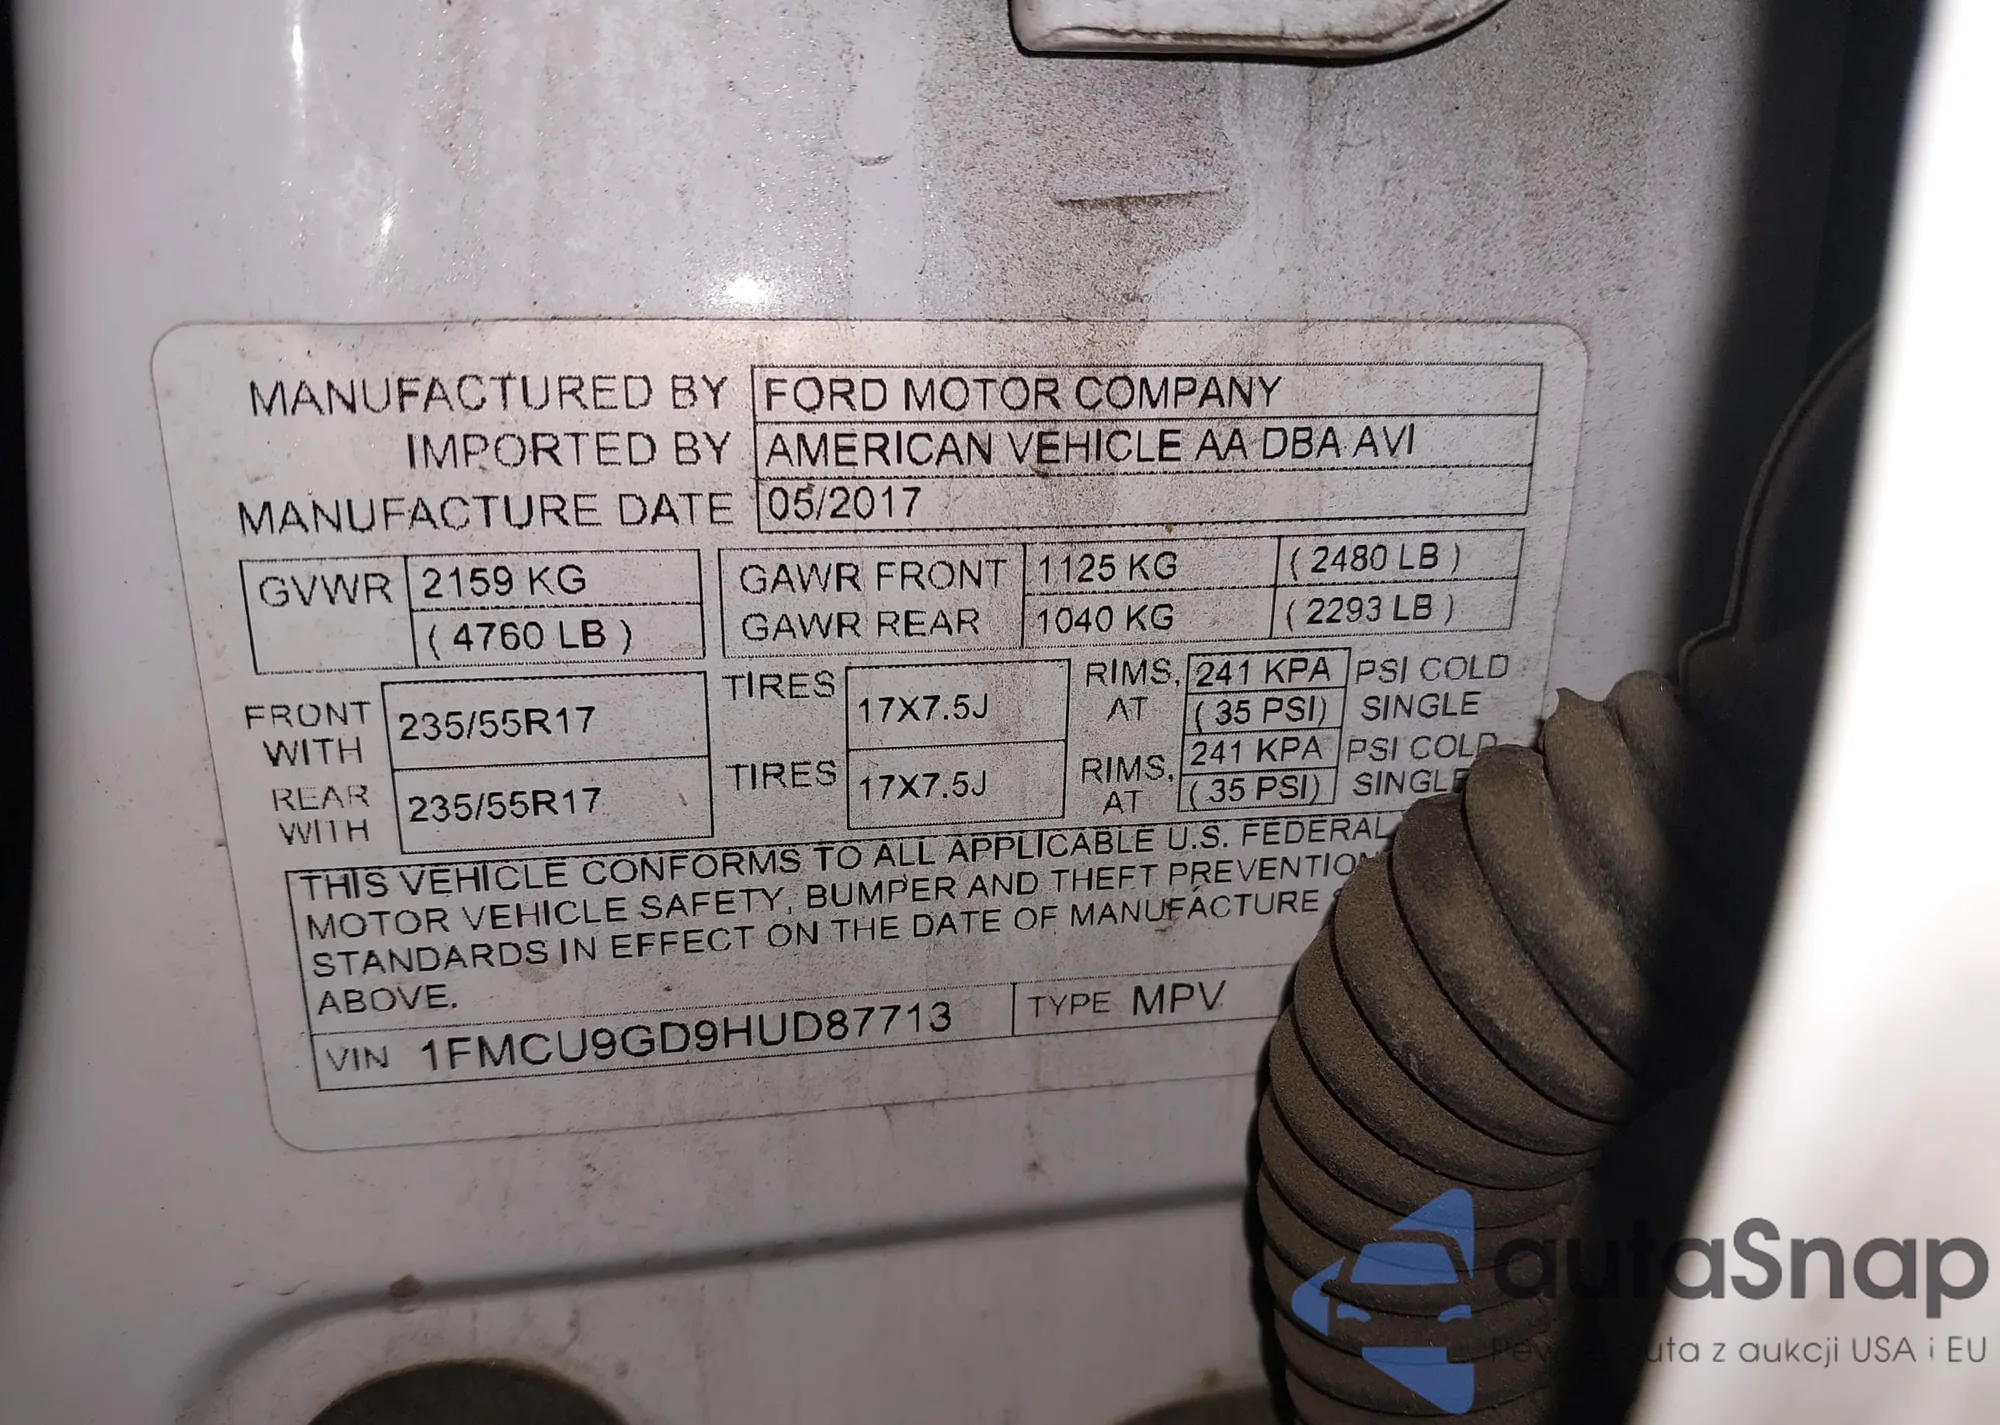 MANUFACTURED BY FORD MOTOR COMPANY
IMPORTED BY AMERICAN VEHICLE AA DBA AVI
MANUFACTURE DATE 05/2017
GVWR 2159 KG GAWR FRONT 1125 KG ( 2480 LB )
( 4760 LB ) GAWR REAR 1040 KG ( 2293 LB )
FRONT WITH 235/55R17 TIRES 17X7.5J RIMS, AT 241 KPA (35 PSI) PSI COLD SINGLE
REAR WITH 235/55R17 TIRES 17X7.5J RIMS, AT 241 KPA (35 PSI) PSI COLD SINGLE
THIS VEHICLE CONFORMS TO ALL APPLICABLE U.S. FEDERAL
MOTOR VEHICLE SAFETY, BUMPER AND THEFT PREVENTION
STANDARDS IN EFFECT ON THE DATE OF MANUFACTURE
ABOVE.
VIN 1FMCU9GD9HUD87713 TYPE MPV
autaSnap
auta z aukcji USA i EU